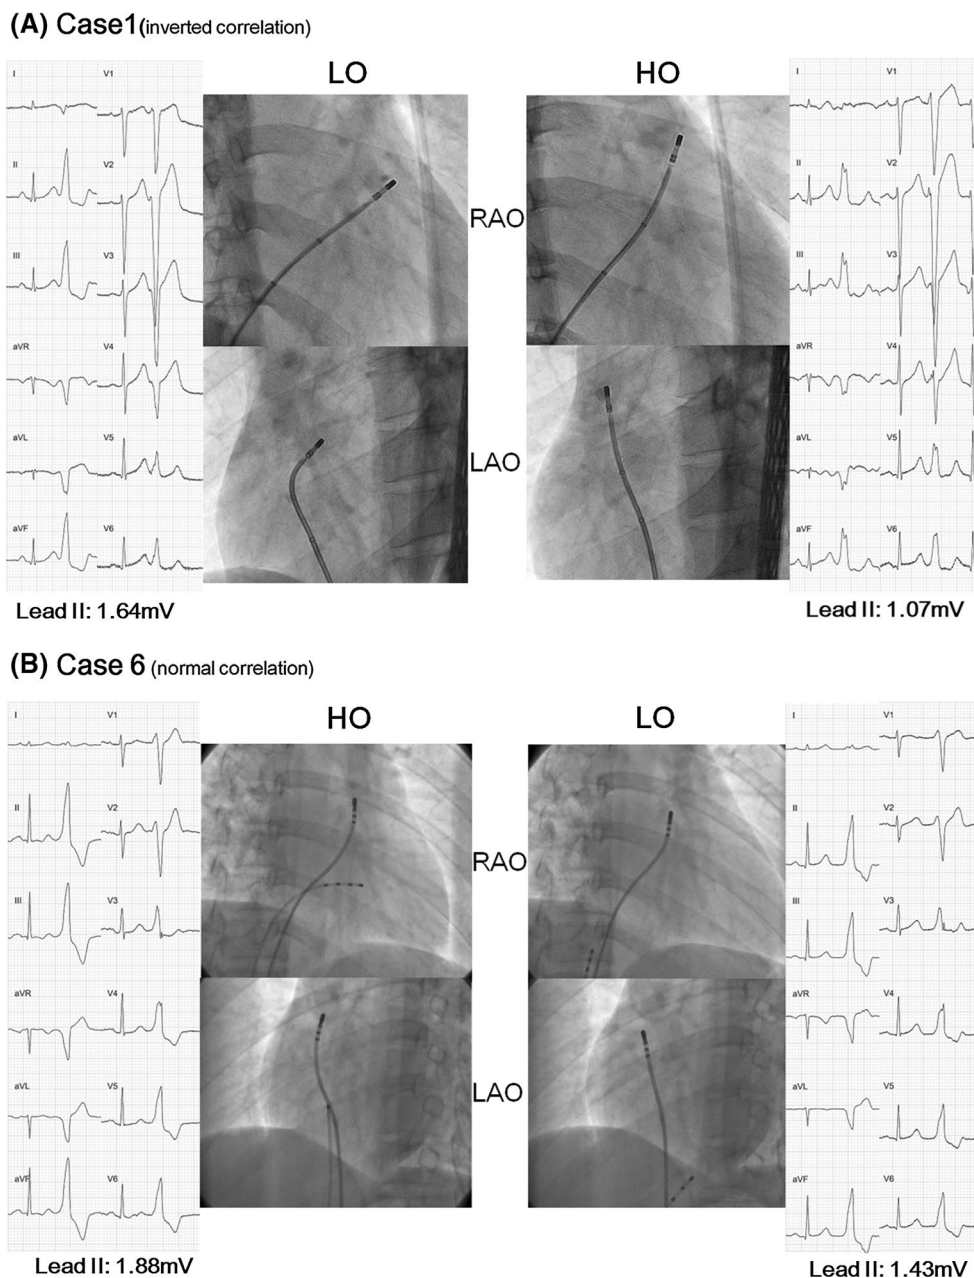 (A) Case1(inverted correlation)
LO
HO
I
V1
II
V2
III
V3
aVR
V4
aVL
V5
aVF
V6
RAO
LAO
I
V1
II
V2
III
V3
aVR
V4
aVL
V5
aVF
V6
Lead II: 1.64mV
Lead II: 1.07mV
(B) Case 6 (normal correlation)
HO
LO
I
V1
II
V2
III
V3
aVR
V4
aVL
V5
aVF
V6
RAO
LAO
I
V1
II
V2
III
V3
aVR
V4
aVL
V5
aVF
V6
Lead II: 1.88mV
Lead II: 1.43mV